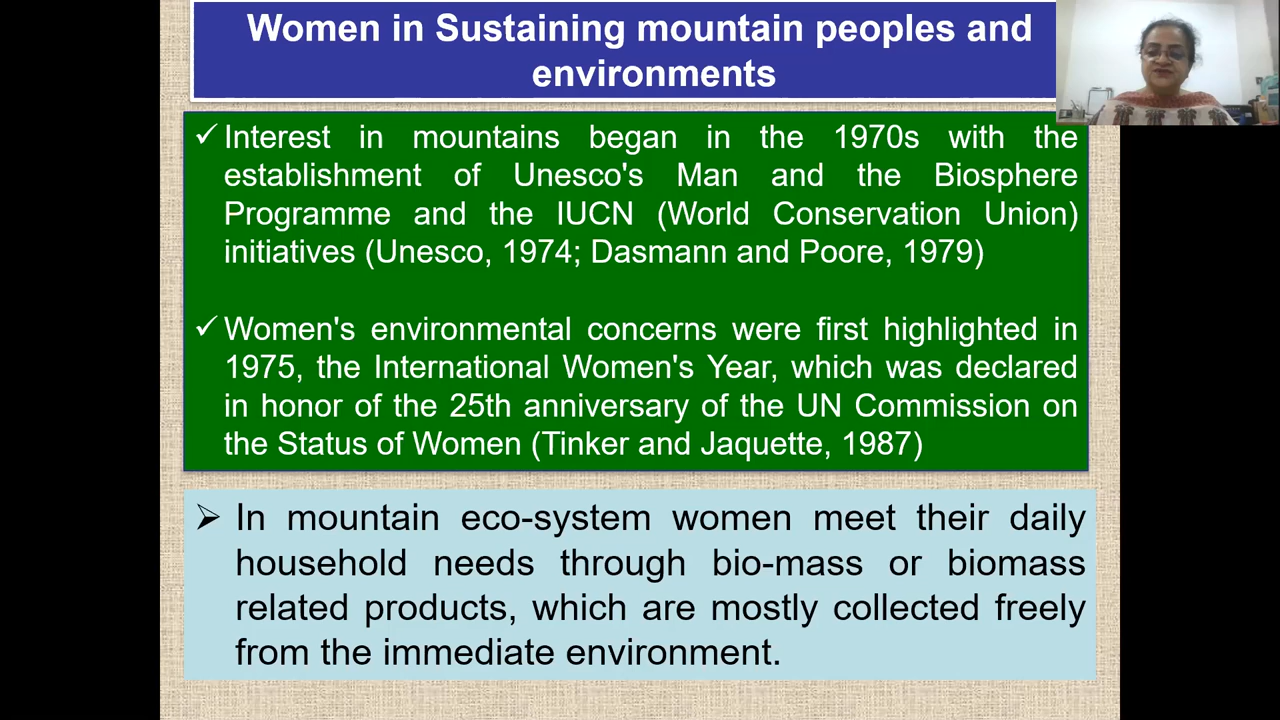 Women in Sustaining mountain peoples and
environments
✓ Interest in mountains began in the 1970s with the
establishment of Unesco's Man and the Biosphere
Programme and the IUCN (World Conservation Union)
initiatives (Unesco, 1974; Dasmann and Poore, 1979)
✓ Women's environmental concerns were first highlighted in
1975, the International Women's Year, which was declared
in honor of the 25th anniversary of the UN Commission on
the Status of Women (Tinker and Jaquette, 1987)
➢ In mountain eco-system women meet their daily
household needs through bio-mass or biomass
related products, which are mostly collected freely
from the immediate environment.